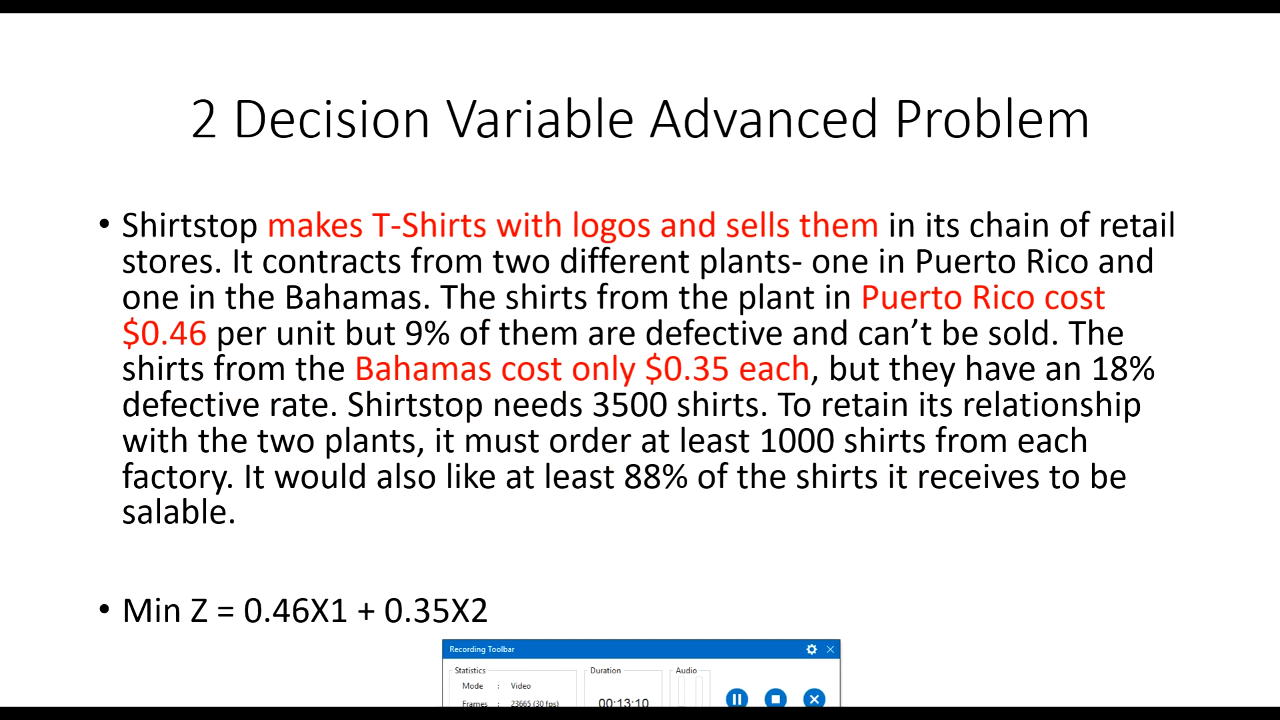 2 Decision Variable Advanced Problem
• Shirtstop makes T-Shirts with logos and sells them in its chain of retail
stores. It contracts from two different plants- one in Puerto Rico and
one in the Bahamas. The shirts from the plant in Puerto Rico cost
$0.46 per unit but 9% of them are defective and can’t be sold. The
shirts from the Bahamas cost only $0.35 each, but they have an 18%
defective rate. Shirtstop needs 3500 shirts. To retain its relationship
with the two plants, it must order at least 1000 shirts from each
factory. It would also like at least 88% of the shirts it receives to be
salable.
• Min Z = 0.46X1 + 0.35X2
Recording Toolbar
Statistics Duration Audio
Mode : Video
Frames : 23665 (30 fps) 00:13:10